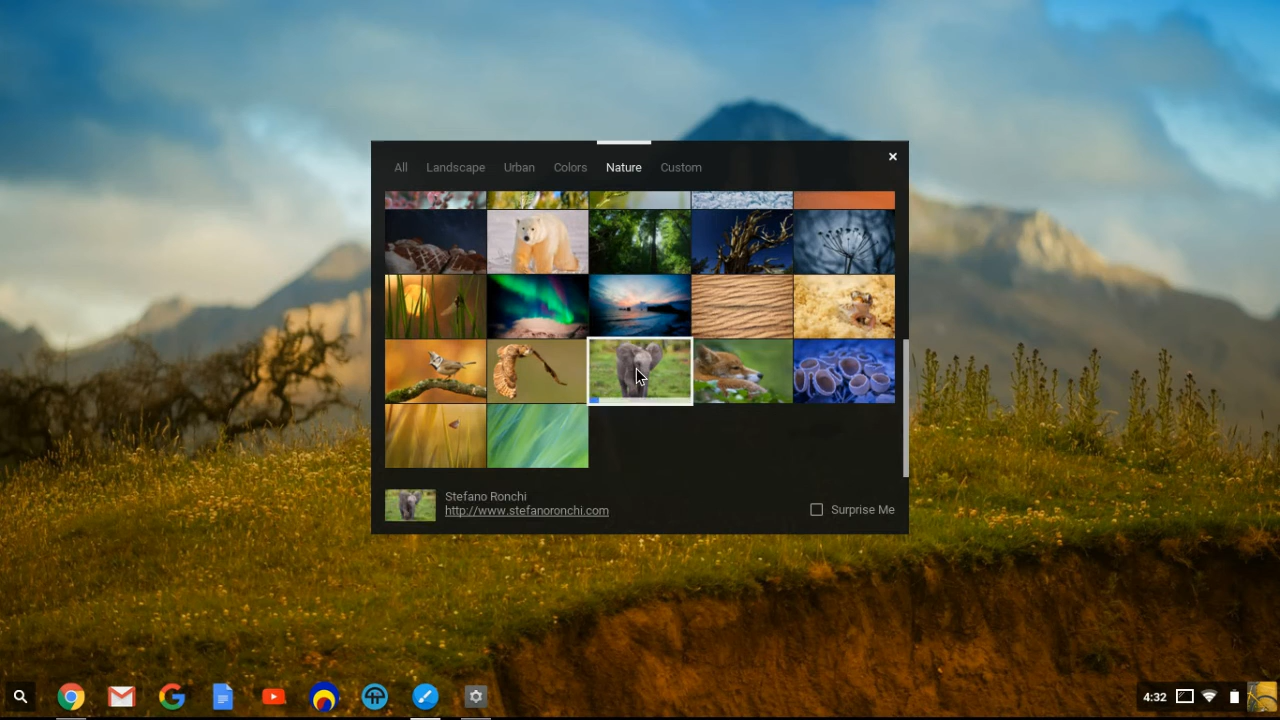 All Landscape Urban Colors Nature Custom
Stefano Ronchi
http://www.stefanoronchi.com
Surprise Me
4:32